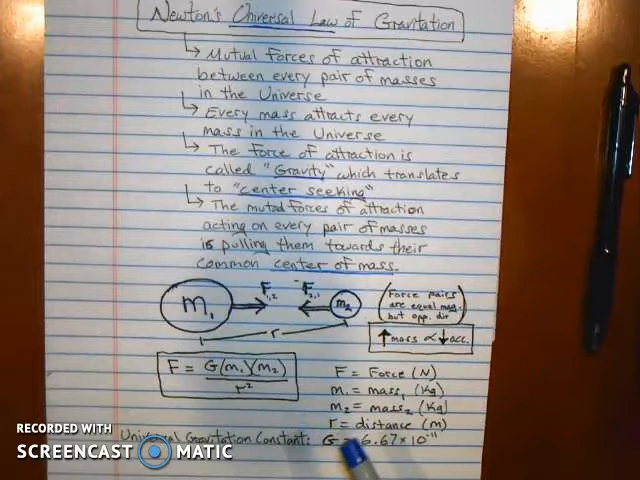 Newton's Universal Law of Gravitation
↳ Mutual forces of attraction
between every pair of masses
in the Universe
↳ Every mass attracts every
mass in the Universe
↳ The force of attraction is
called "Gravity" which translates
to "center seeking"
↳ The mutual forces of attraction
acting on every pair of masses
is pulling them towards their
common center of mass.
m₁ F₁,₂ -F₂,₁ m₂
(Force pairs
are equal mag.
but opp. dir)
r
↑mass ∝ ↓acc.
F = G(m₁)(m₂)/r²
F = Force (N)
m₁ = mass₁ (Kg)
m₂ = mass₂ (Kg)
r = distance (m)
Universal Gravitation Constant: G = 6.67×10⁻¹¹
RECORDED WITH
SCREENCAST MATIC